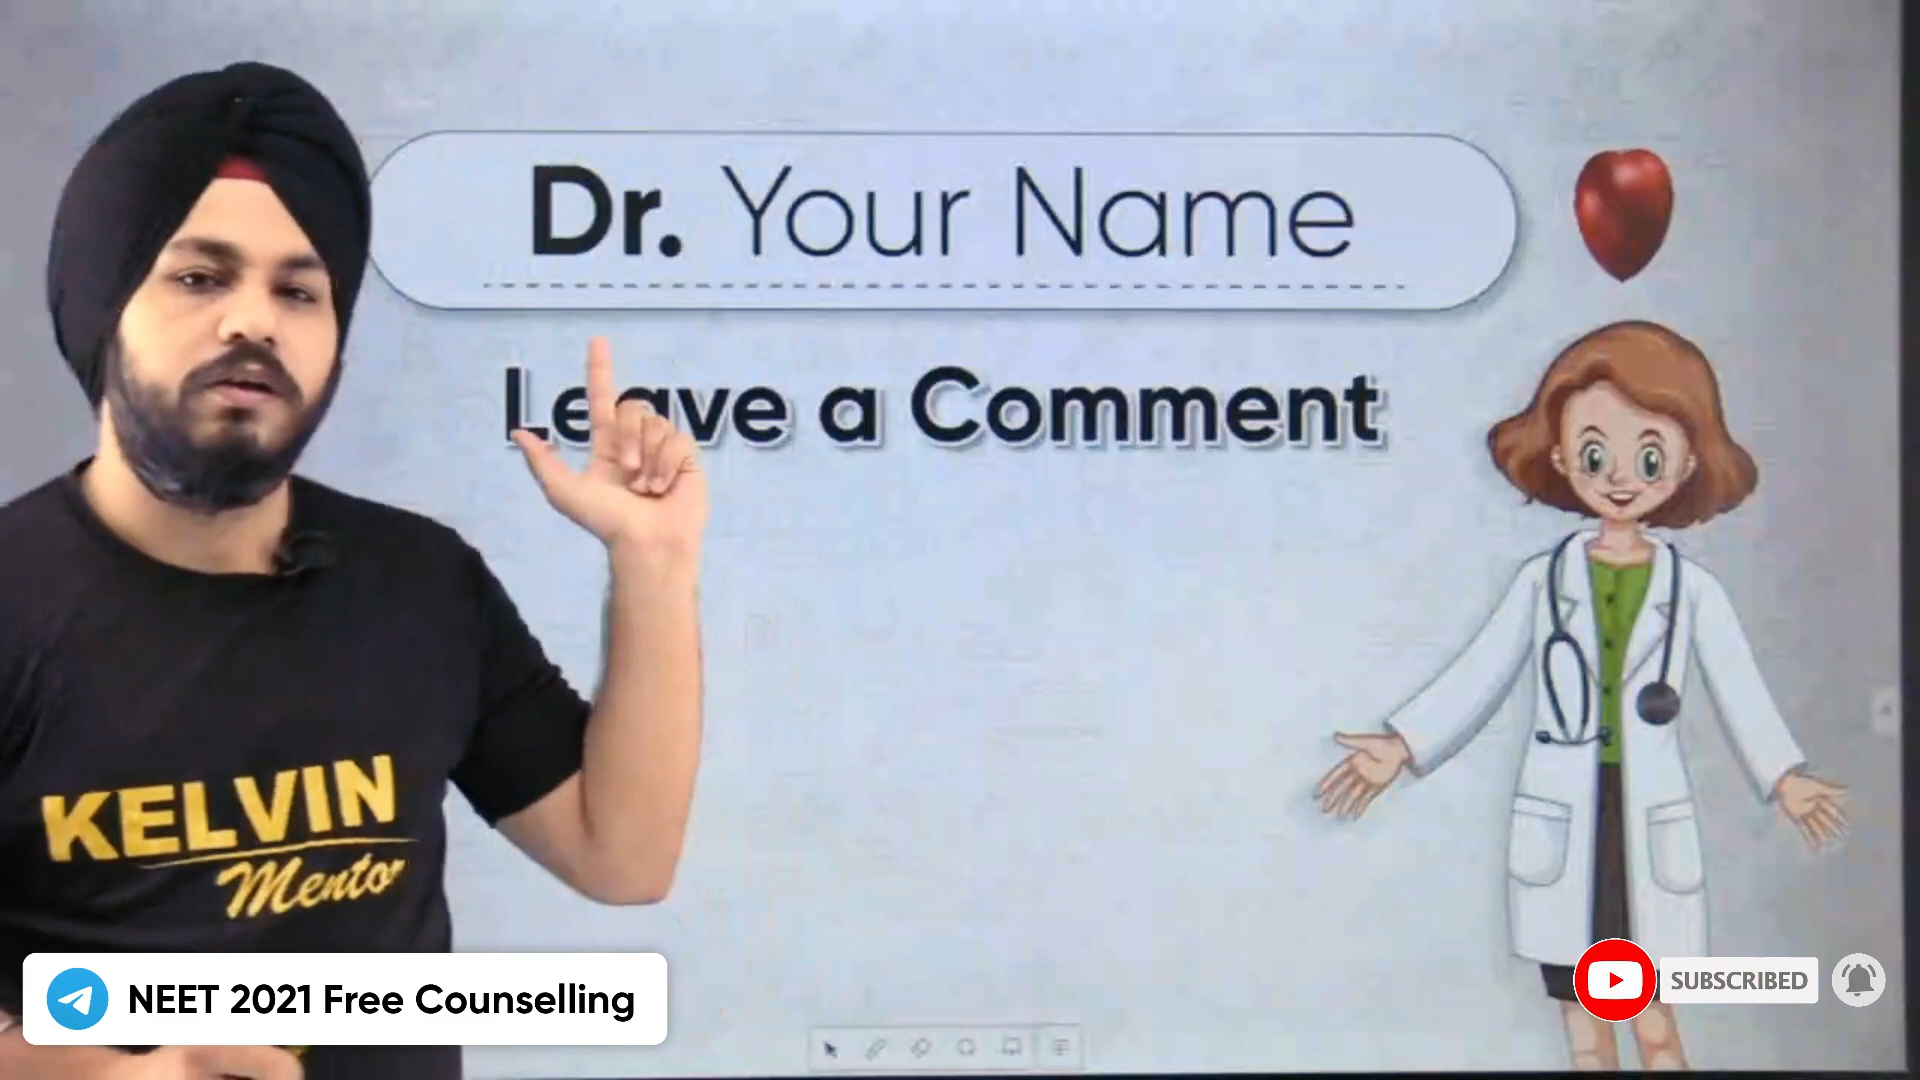 Dr. Your Name
Leave a Comment
KELVIN
Mentor
NEET 2021 Free Counselling
SUBSCRIBED